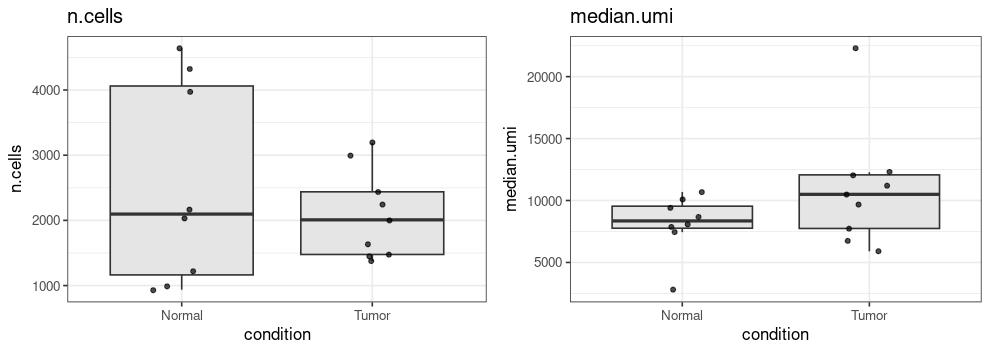 n.cells
n.cells
4000
3000
2000
1000
Normal
Tumor
condition
median.umi
median.umi
20000
15000
10000
5000
Normal
Tumor
condition